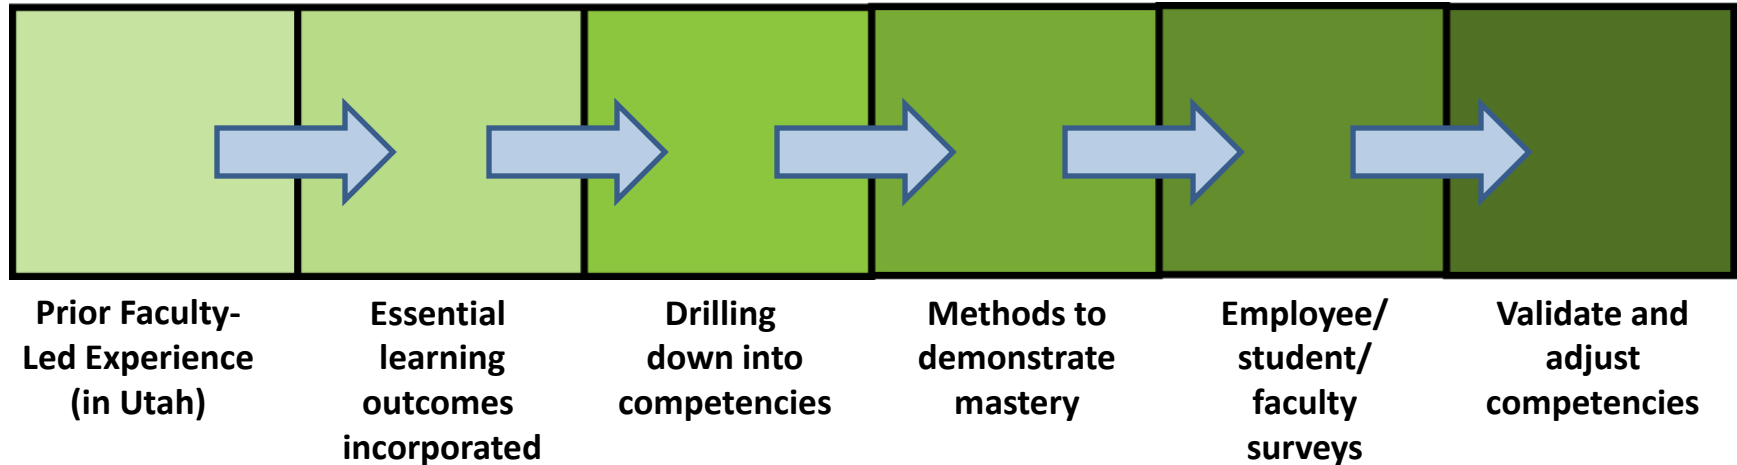 Prior Faculty-
Led Experience
(in Utah)
Essential
learning
outcomes
incorporated
Drilling
down into
competencies
Methods to
demonstrate
mastery
Employee/
student/
faculty
surveys
Validate and
adjust
competencies